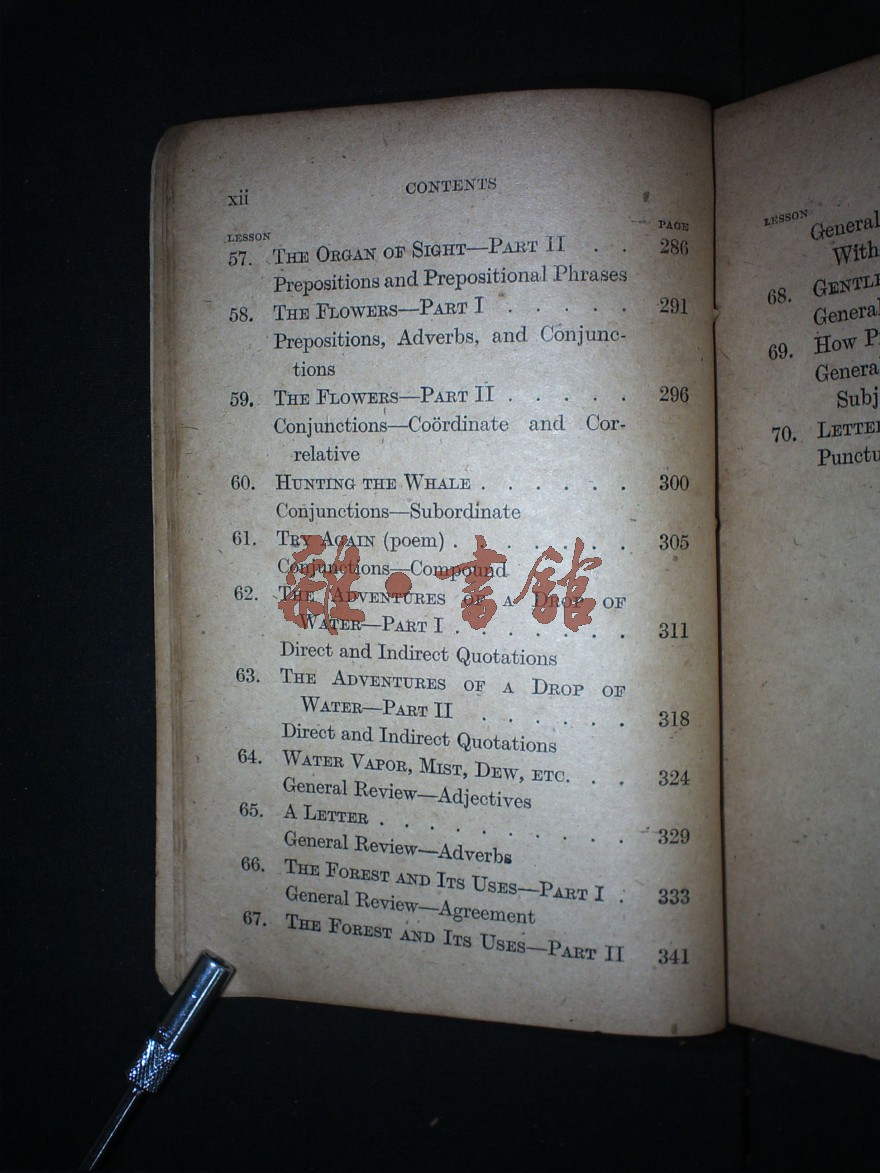 xii
CONTENTS
LESSON
PAGE
57. THE ORGAN OF SIGHT—PART II . . 286
Prepositions and Prepositional Phrases
58. THE FLOWERS—PART I . . . . . 291
Prepositions, Adverbs, and Conjunc-
tions
59. THE FLOWERS—PART II . . . . . 296
Conjunctions—Coördinate and Cor-
relative
60. HUNTING THE WHALE . . . . . . 300
Conjunctions—Subordinate
61. TRY AGAIN (poem) . . . . . . . 305
Conjunctions—Compound
62. THE ADVENTURES OF A DROP OF
WATER—PART I . . . . . . . 311
Direct and Indirect Quotations
63. THE ADVENTURES OF A DROP OF
WATER—PART II . . . . . . 318
Direct and Indirect Quotations
64. WATER VAPOR, MIST, DEW, ETC. . . 324
General Review—Adjectives
65. A LETTER . . . . . . . . . . 329
General Review—Adverbs
66. THE FOREST AND ITS USES—PART I . 333
General Review—Agreement
67. THE FOREST AND ITS USES—PART II 341
雜·書館
LESSON
General
With
68. GENTLE
General
69. HOW P
Genera
Subj
70. LETTE
Punctu